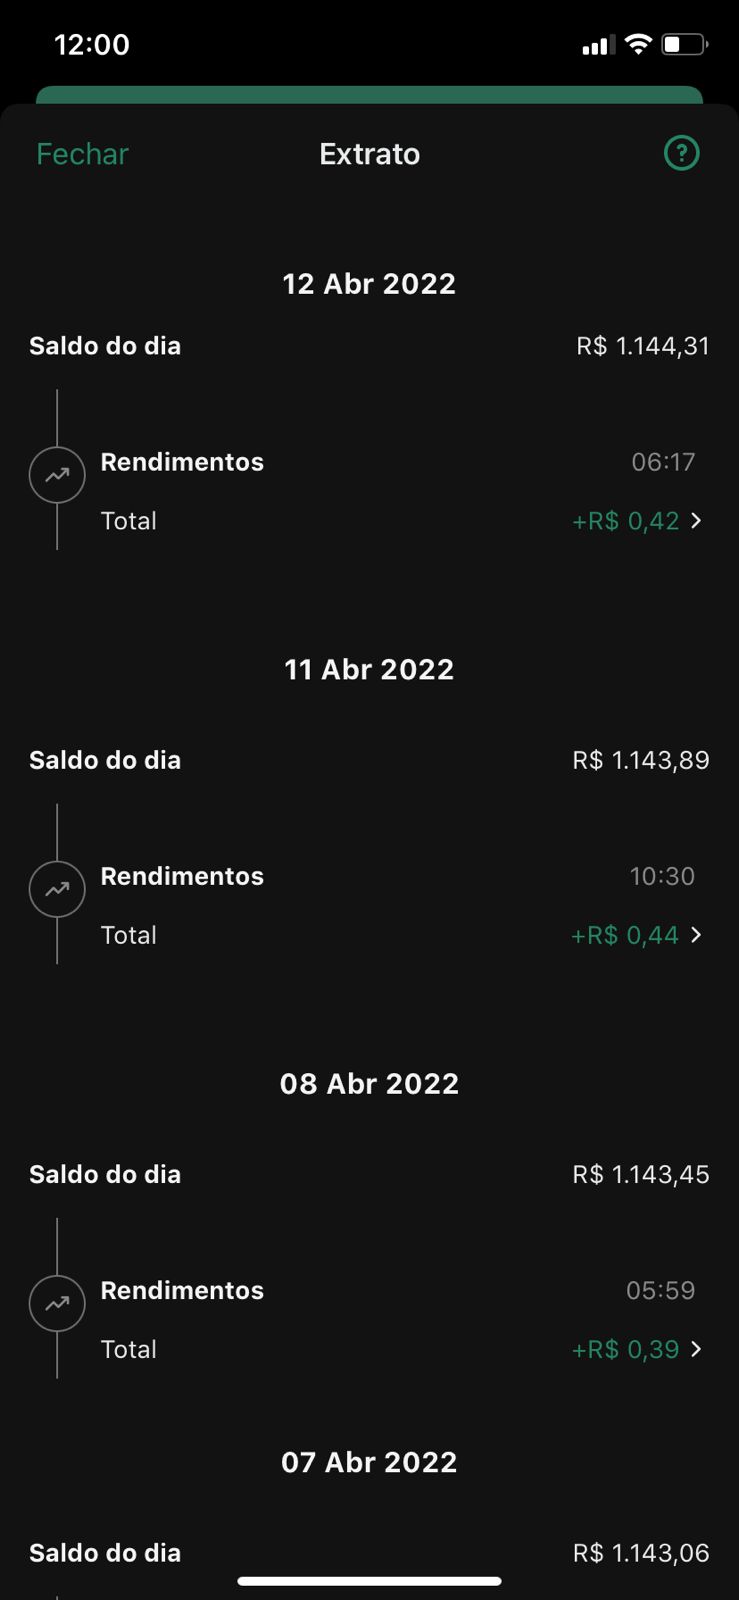 12:00
Fechar Extrato ?
12 Abr 2022
Saldo do dia R$ 1.144,31
Rendimentos 06:17
Total +R$ 0,42
11 Abr 2022
Saldo do dia R$ 1.143,89
Rendimentos 10:30
Total +R$ 0,44
08 Abr 2022
Saldo do dia R$ 1.143,45
Rendimentos 05:59
Total +R$ 0,39
07 Abr 2022
Saldo do dia R$ 1.143,06